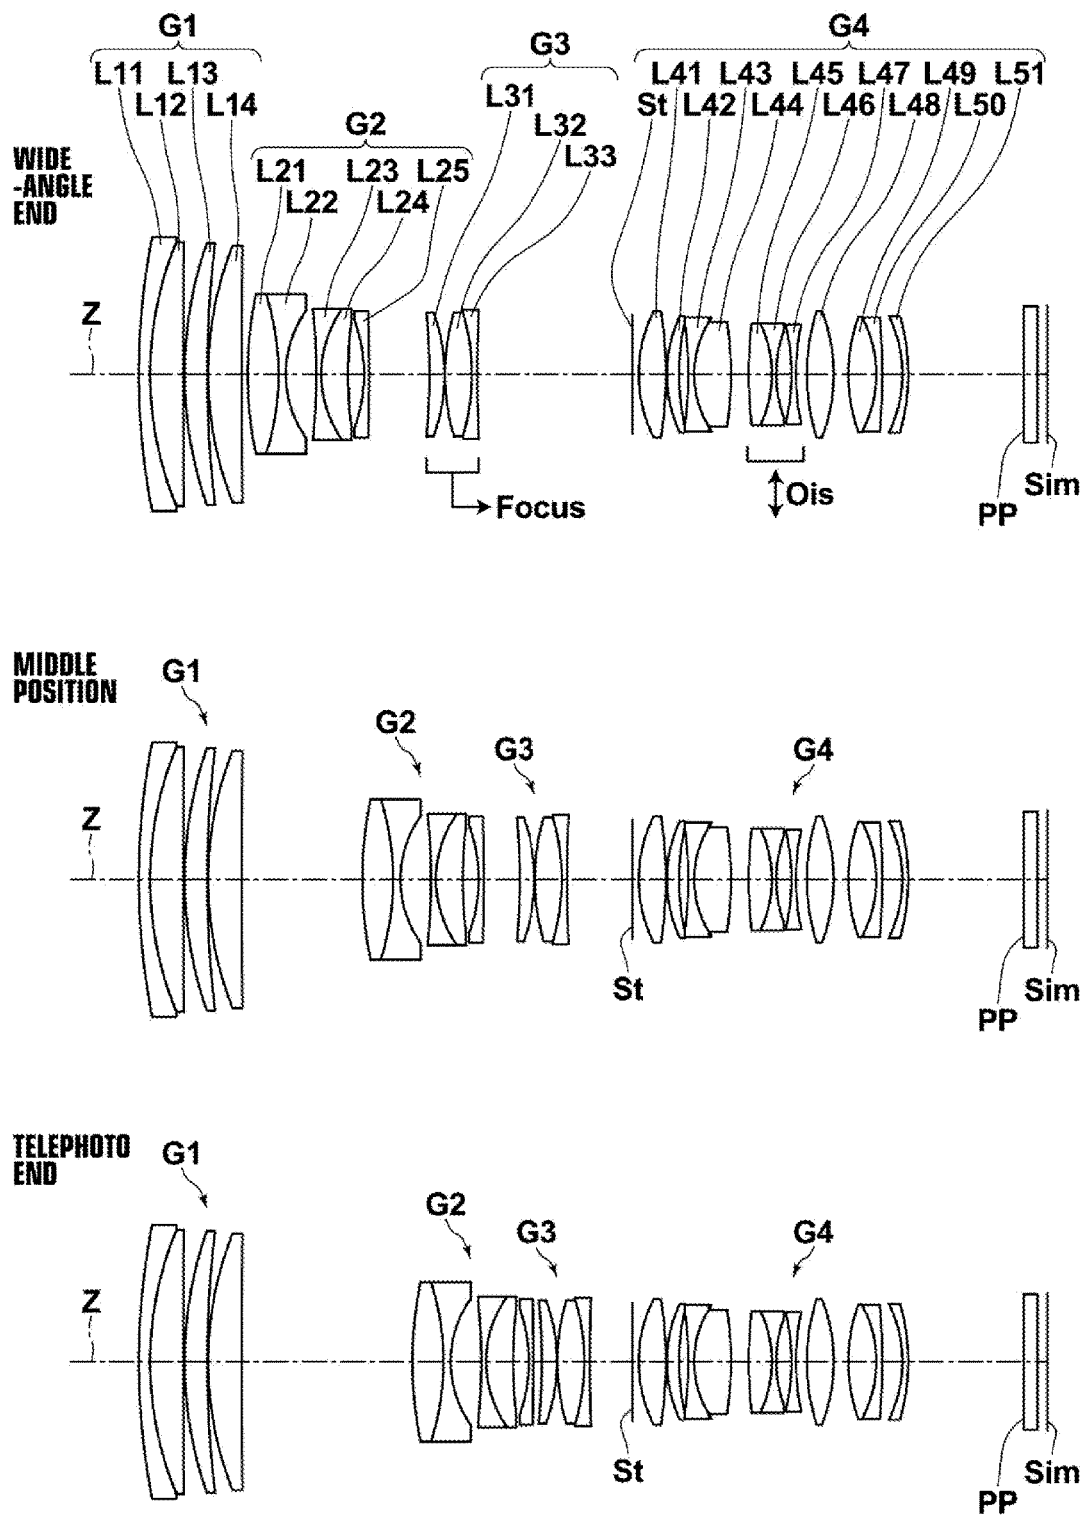 G1 G4
G3
L11 L13 L41 L43 L45 L47 L49 L51
L12 L14 L31 St L42 L44 L46 L48 L50
G2 L32
WIDE
-ANGLE
END
L21 L23 L25 L33
L22 L24
Z
Focus Ois Sim
PP
MIDDLE
POSITION
G1
G2 G3 G4
Z
St Sim
PP
TELEPHOTO
END
G1
G2 G3 G4
Z
St Sim
PP